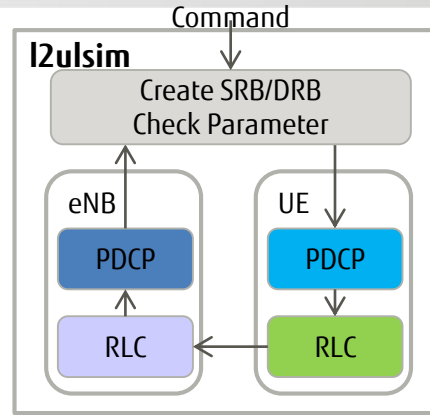 Command
l2ulsim
Create SRB/DRB
Check Parameter
eNB
UE
PDCP
PDCP
RLC
RLC